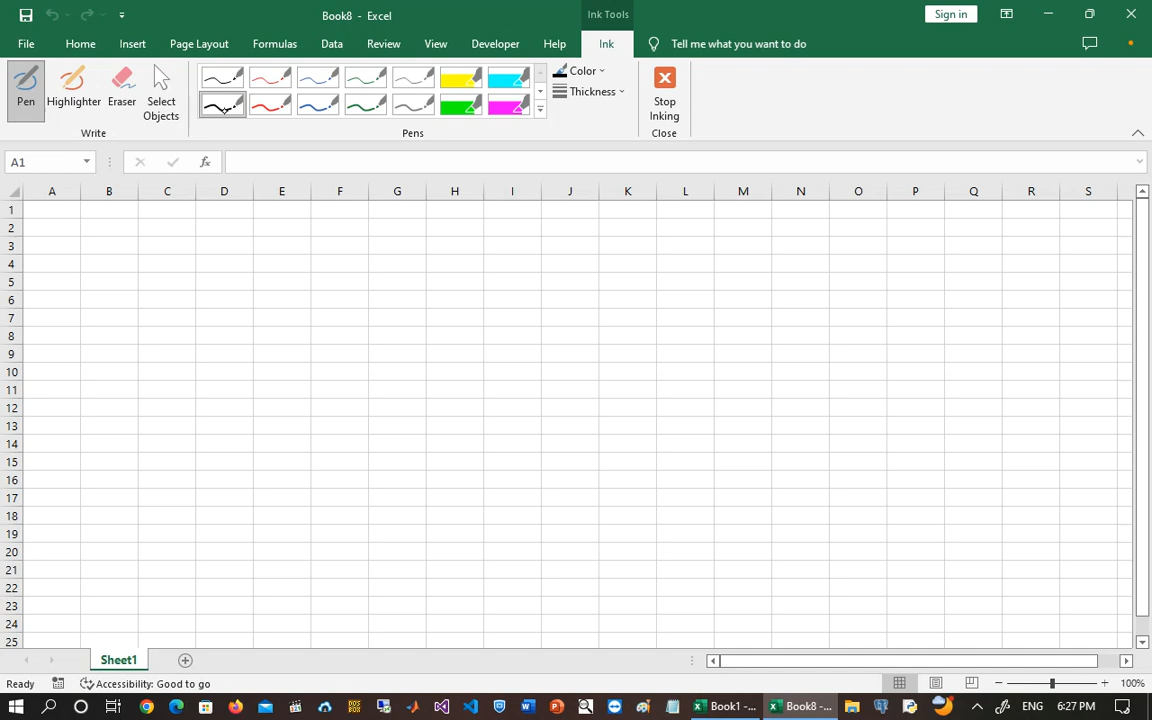 Book8 - Excel
Ink Tools
Sign in
File Home Insert Page Layout Formulas Data Review View Developer Help Ink Tell me what you want to do
Pen Highlighter Eraser Select Objects
Color
Thickness
Stop Inking
Write Pens Close
A1 fx
A B C D E F G H I J K L M N O P Q R S
1
2
3
4
5
6
7
8
9
10
11
12
13
14
15
16
17
18
19
20
21
22
23
24
25
Sheet1
Ready Accessibility: Good to go 100%
DOS BOX Book1 -... Book8 -... ENG 6:27 PM